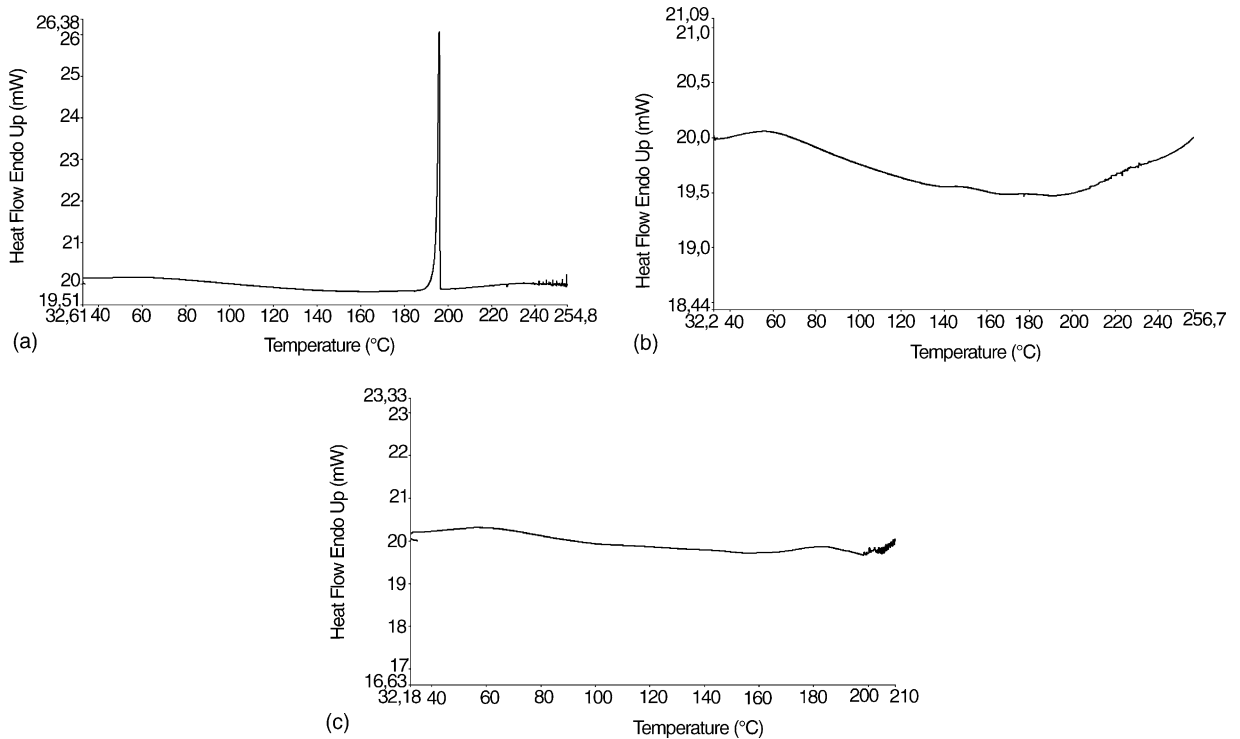 26,38
26
25
24
23
22
21
20
19,51
32,61 40 60 80 100 120 140 160 180 200 220 240 254,8
Heat Flow Endo Up (mW)
Temperature (°C)
(a)
21,09
21,0
20,5
20,0
19,5
19,0
18,44
32,2 40 60 80 100 120 140 160 180 200 220 240 256,7
Heat Flow Endo Up (mW)
Temperature (°C)
(b)
23,33
23
22
21
20
19
18
17
16,63
32,18 40 60 80 100 120 140 160 180 200 210
Heat Flow Endo Up (mW)
Temperature (°C)
(c)